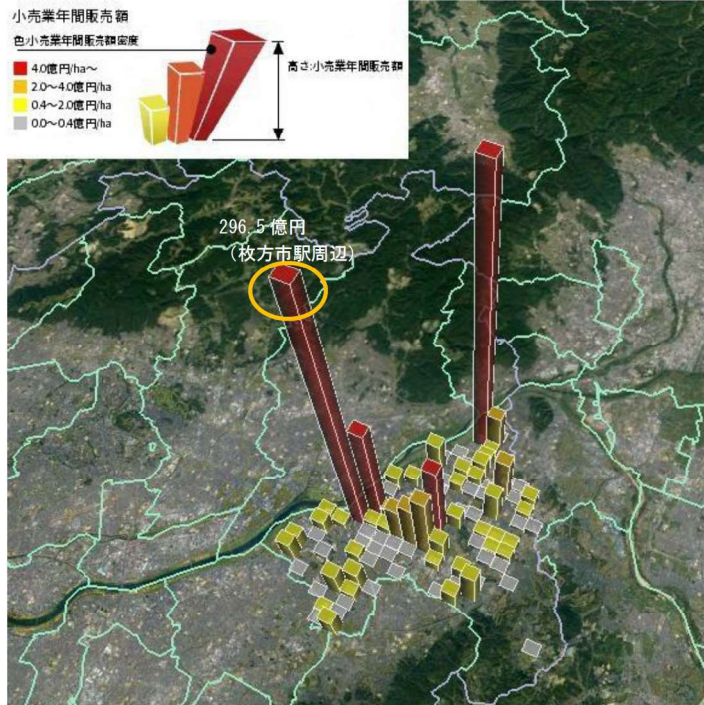 小売業年間販売額
色:小売業年間販売額密度
4.0億円/ha～
2.0～4.0億円/ha
0.4～2.0億円/ha
0.0～0.4億円/ha
高さ:小売業年間販売額
296.5億円
（枚方市駅周辺）